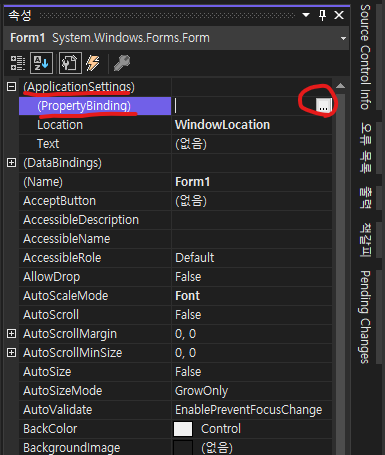 속성
Form1 System.Windows.Forms.Form
(ApplicationSettings)
(PropertyBinding) ...
Location WindowLocation
Text (없음)
(DataBindings)
(Name) Form1
AcceptButton (없음)
AccessibleDescription
AccessibleName
AccessibleRole Default
AllowDrop False
AutoScaleMode Font
AutoScroll False
AutoScrollMargin 0, 0
AutoScrollMinSize 0, 0
AutoSize False
AutoSizeMode GrowOnly
AutoValidate EnablePreventFocusChange
BackColor Control
BackgroundImage (없음)
Source Control Info
오류 목록
출력
책갈피
Pending Changes